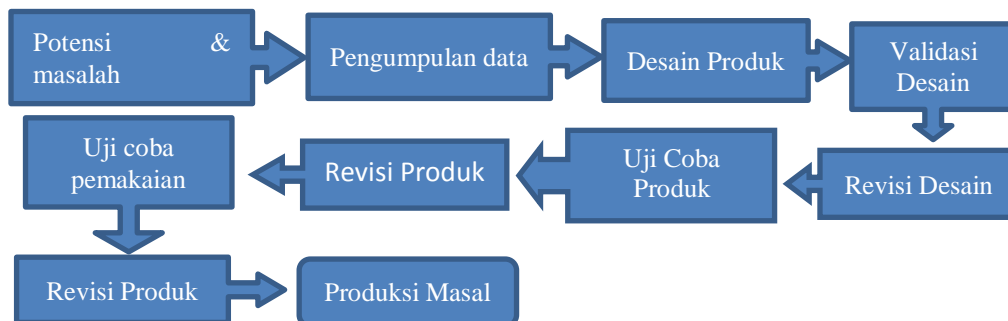 Potensi &
masalah
Pengumpulan data
Desain Produk
Validasi
Desain
Revisi Desain
Uji Coba
Produk
Revisi Produk
Uji coba
pemakaian
Revisi Produk
Produksi Masal